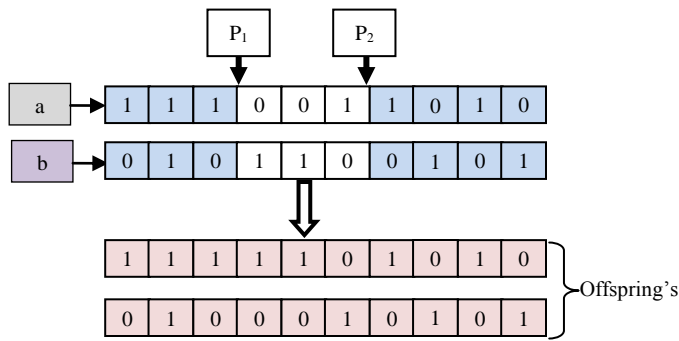 P₁ P₂
a 1 1 1 0 0 1 1 0 1 0
b 0 1 0 1 1 0 0 1 0 1
1 1 1 1 1 0 1 0 1 0
Offspring's
0 1 0 0 0 1 0 1 0 1